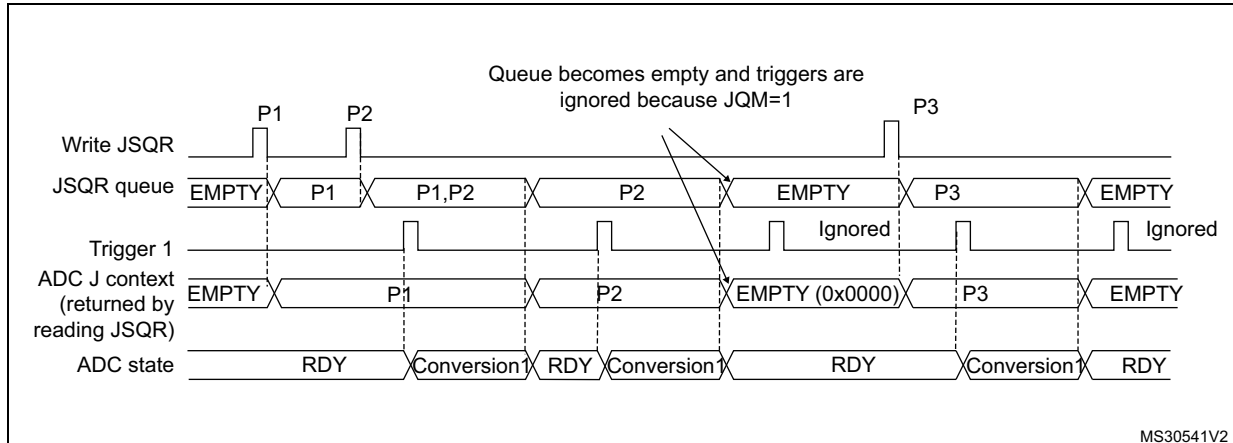 Queue becomes empty and triggers are
ignored because JQM=1
P1 P2 P3
Write JSQR
JSQR queue EMPTY P1 P1,P2 P2 EMPTY P3 EMPTY
Trigger 1 Ignored Ignored
ADC J context
(returned by
reading JSQR)
EMPTY P1 P2 EMPTY (0x0000) P3 EMPTY
ADC state RDY Conversion1 RDY Conversion1 RDY Conversion1 RDY
MS30541V2